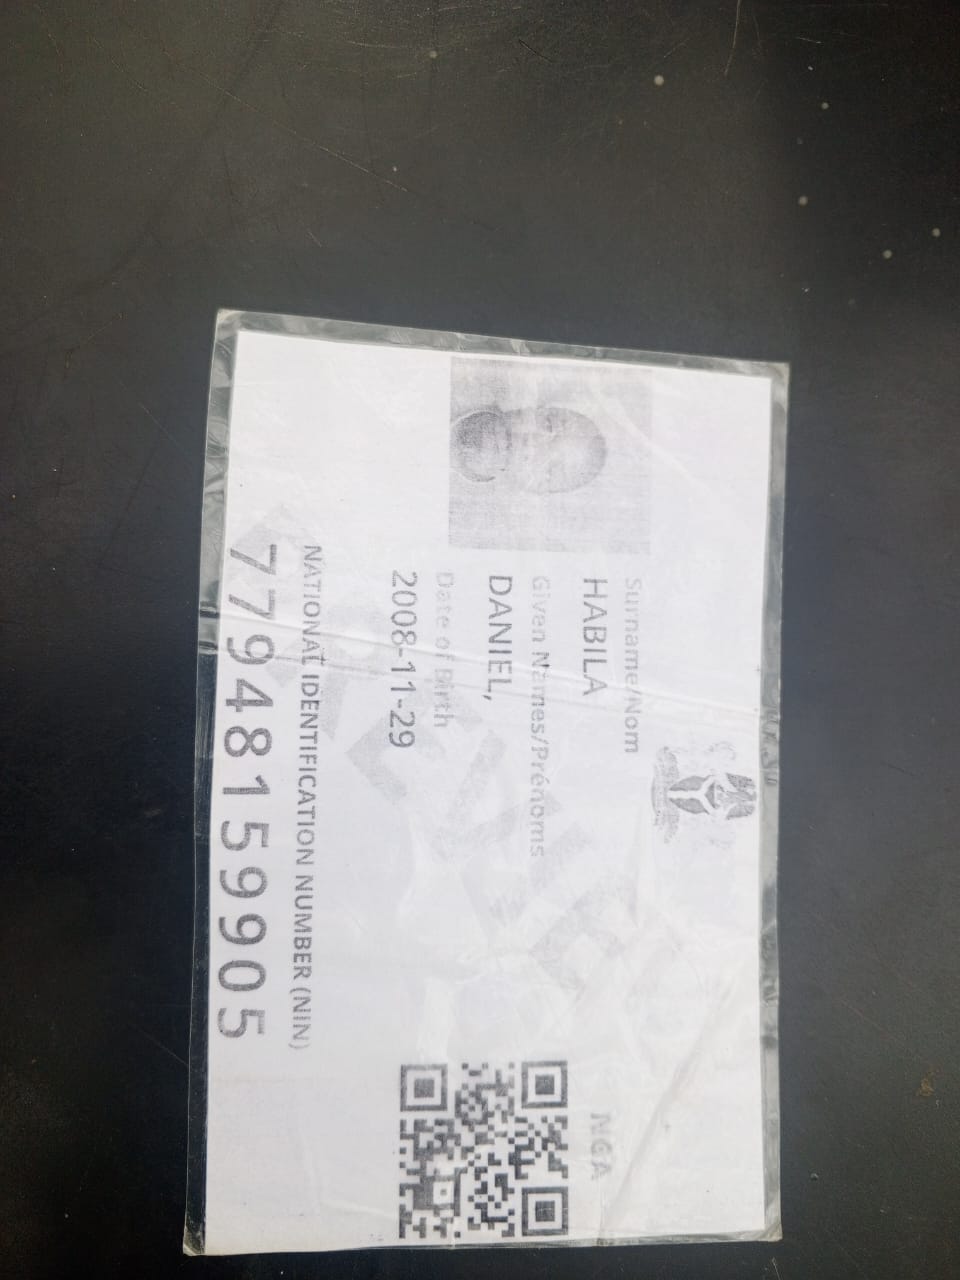 Surname/Nom
HABILA
NGA
Given Names/Prénoms
DANIEL,
Date of Birth
2008-11-29
NATIONAL IDENTIFICATION NUMBER (NIN)
77948159905